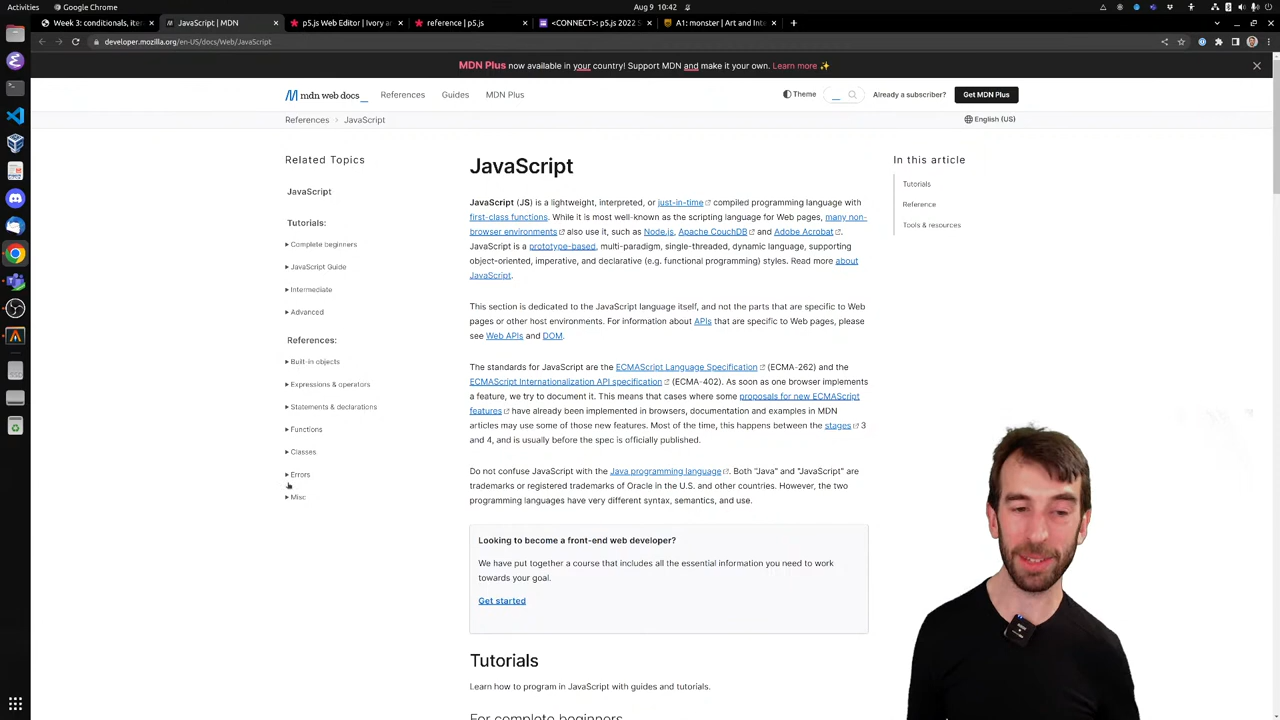 Activities
Google Chrome
Aug 9 10:42
Week 3: conditionals, iter
JavaScript | MDN
p5.js Web Editor | Ivory ar
reference | p5.js
<CONNECT>: p5.js 2022 S
A1: monster | Art and Inte
developer.mozilla.org/en-US/docs/Web/JavaScript
MDN Plus now available in your country! Support MDN and make it your own. Learn more ✨
mdn web docs_
References
Guides
MDN Plus
Theme
Already a subscriber?
Get MDN Plus
References
JavaScript
English (US)
Related Topics
JavaScript
Tutorials:
Complete beginners
JavaScript Guide
Intermediate
Advanced
References:
Built-in objects
Expressions & operators
Statements & declarations
Functions
Classes
Errors
Misc
JavaScript
JavaScript (JS) is a lightweight, interpreted, or just-in-time compiled programming language with
first-class functions. While it is most well-known as the scripting language for Web pages, many non-
browser environments also use it, such as Node.js, Apache CouchDB and Adobe Acrobat.
JavaScript is a prototype-based, multi-paradigm, single-threaded, dynamic language, supporting
object-oriented, imperative, and declarative (e.g. functional programming) styles. Read more about
JavaScript.
This section is dedicated to the JavaScript language itself, and not the parts that are specific to Web
pages or other host environments. For information about APIs that are specific to Web pages, please
see Web APIs and DOM.
The standards for JavaScript are the ECMAScript Language Specification (ECMA-262) and the
ECMAScript Internationalization API specification (ECMA-402). As soon as one browser implements
a feature, we try to document it. This means that cases where some proposals for new ECMAScript
features have already been implemented in browsers, documentation and examples in MDN
articles may use some of those new features. Most of the time, this happens between the stages 3
and 4, and is usually before the spec is officially published.
Do not confuse JavaScript with the Java programming language. Both "Java" and "JavaScript" are
trademarks or registered trademarks of Oracle in the U.S. and other countries. However, the two
programming languages have very different syntax, semantics, and use.
Looking to become a front-end web developer?
We have put together a course that includes all the essential information you need to work
towards your goal.
Get started
Tutorials
Learn how to program in JavaScript with guides and tutorials.
For complete beginners
In this article
Tutorials
Reference
Tools & resources